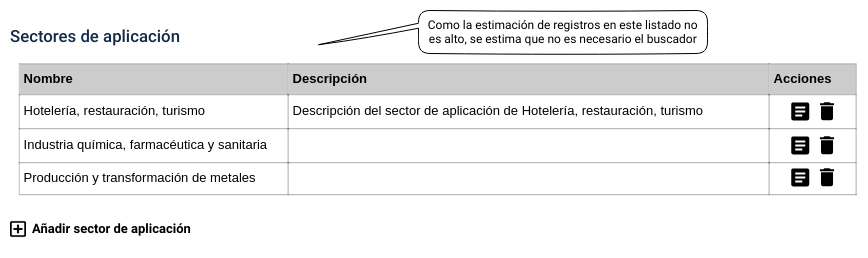 Como la estimación de registros en este listado no
es alto, se estima que no es necesario el buscador
Sectores de aplicación
Nombre Descripción Acciones
Hotelería, restauración, turismo Descripción del sector de aplicación de Hotelería, restauración, turismo
Industria química, farmacéutica y sanitaria
Producción y transformación de metales
Añadir sector de aplicación